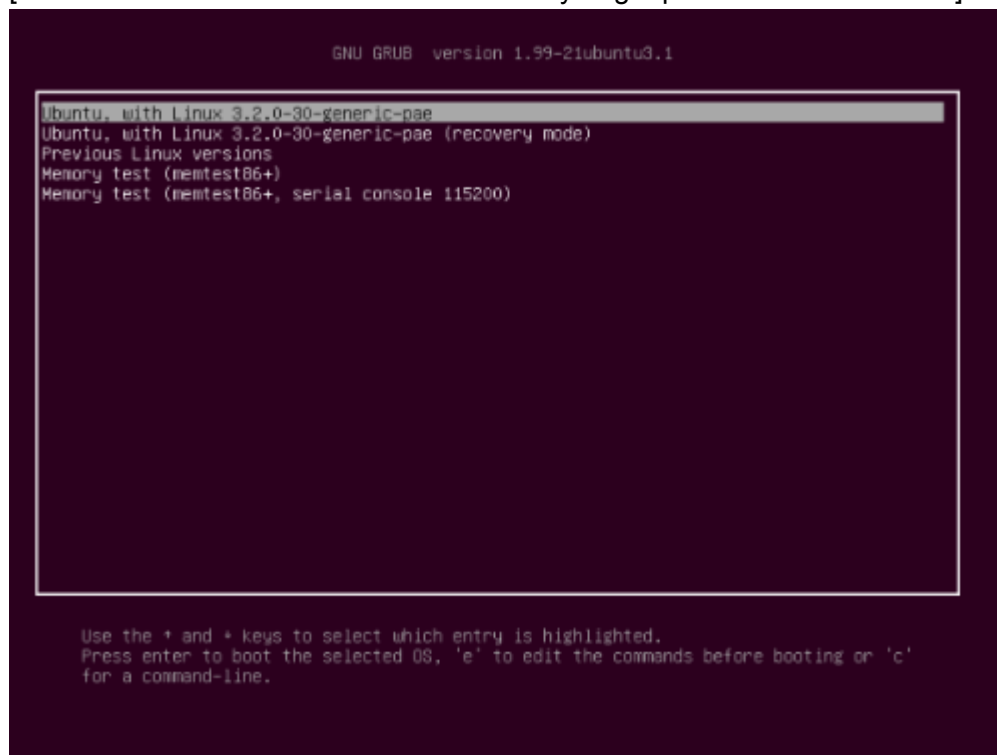 GNU GRUB version 1.99-21ubuntu3.1
Ubuntu, with Linux 3.2.0-30-generic-pae
Ubuntu, with Linux 3.2.0-30-generic-pae (recovery mode)
Previous Linux versions
Memory test (memtest86+)
Memory test (memtest86+, serial console 115200)
Use the ↑ and ↓ keys to select which entry is highlighted.
Press enter to boot the selected OS, 'e' to edit the commands before booting or 'c'
for a command-line.